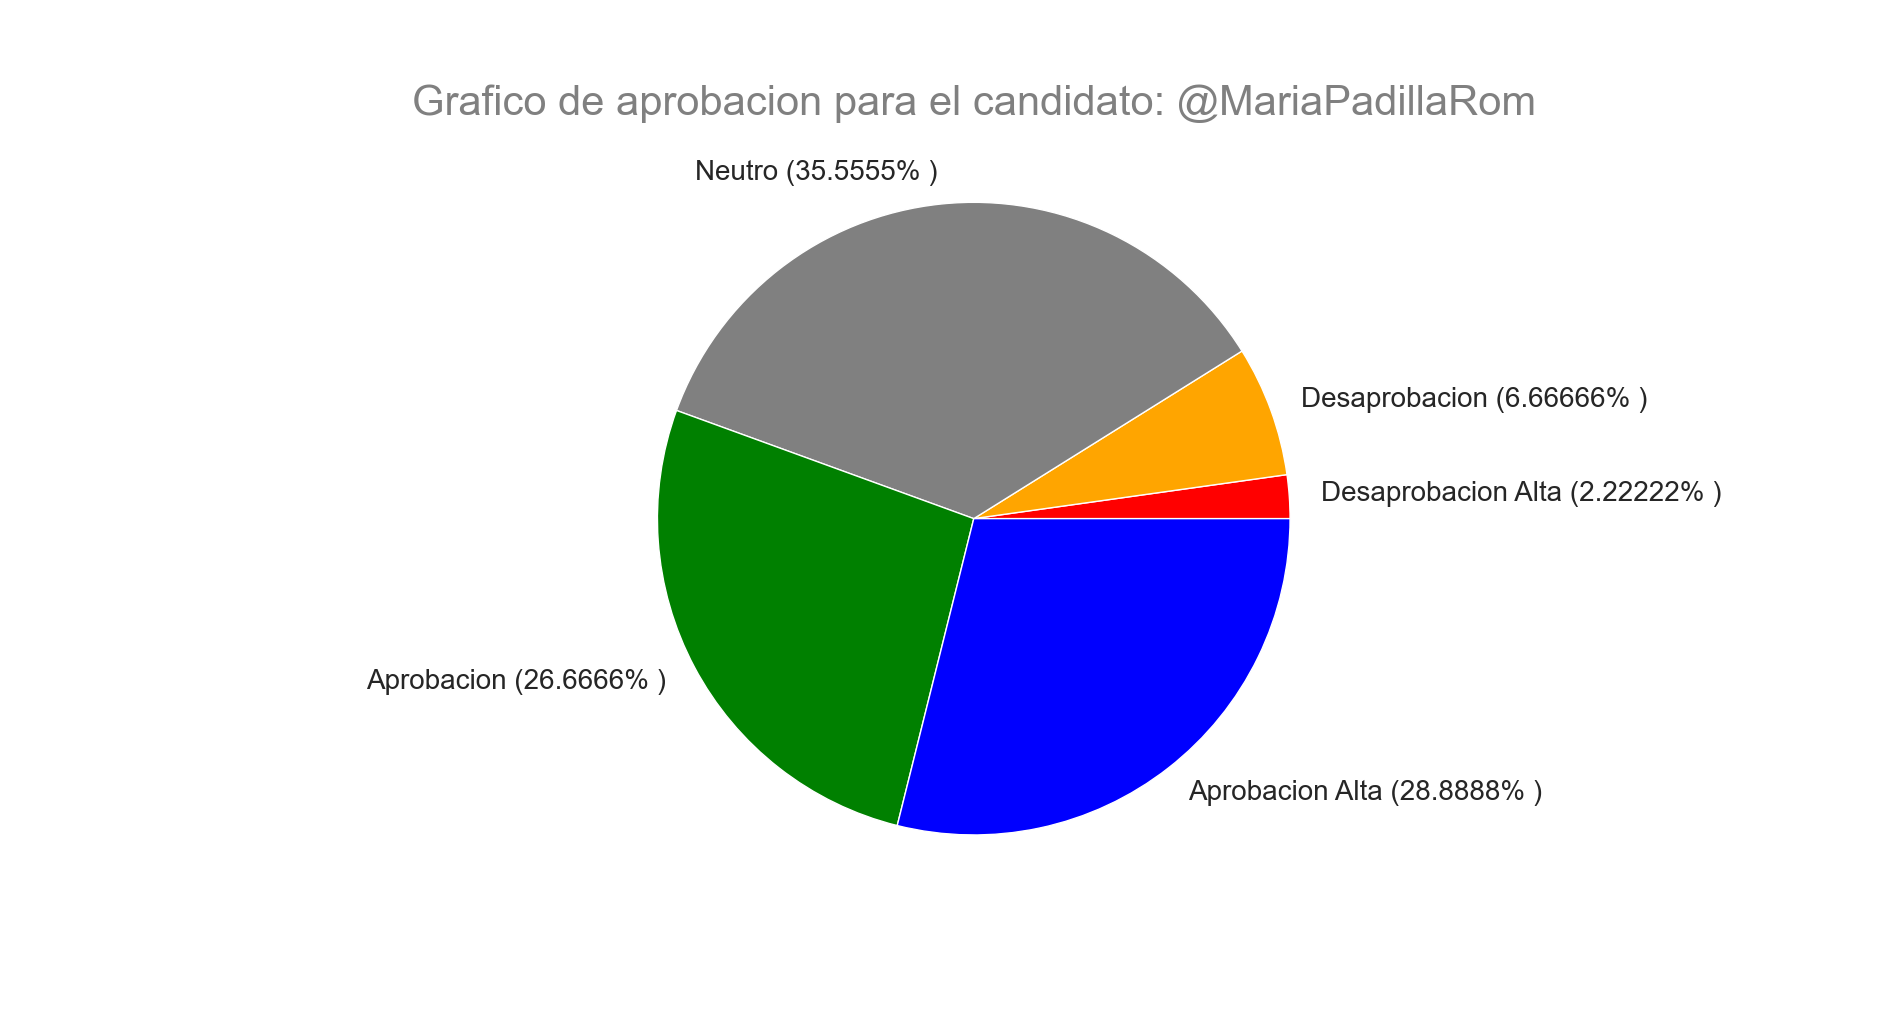 Grafico de aprobacion para el candidato: @MariaPadillaRom
Neutro (35.5555% )
Desaprobacion (6.66666% )
Desaprobacion Alta (2.22222% )
Aprobacion (26.6666% )
Aprobacion Alta (28.8888% )